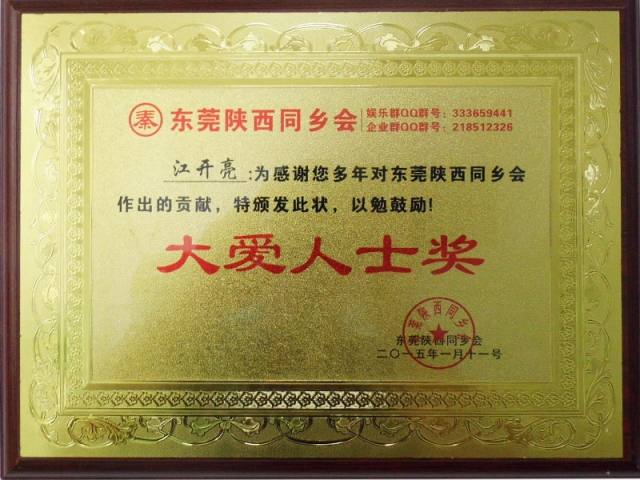 秦 东莞陕西同乡会 娱乐群QQ群号：333659441
企业群QQ群号：218512326
江开亮:为感谢您多年对东莞陕西同乡会
作出的贡献，特颁发此状，以勉鼓励!
大爱人士奖
东莞陕西同乡会
东莞陕西同乡会
二〇一五年一月十一号